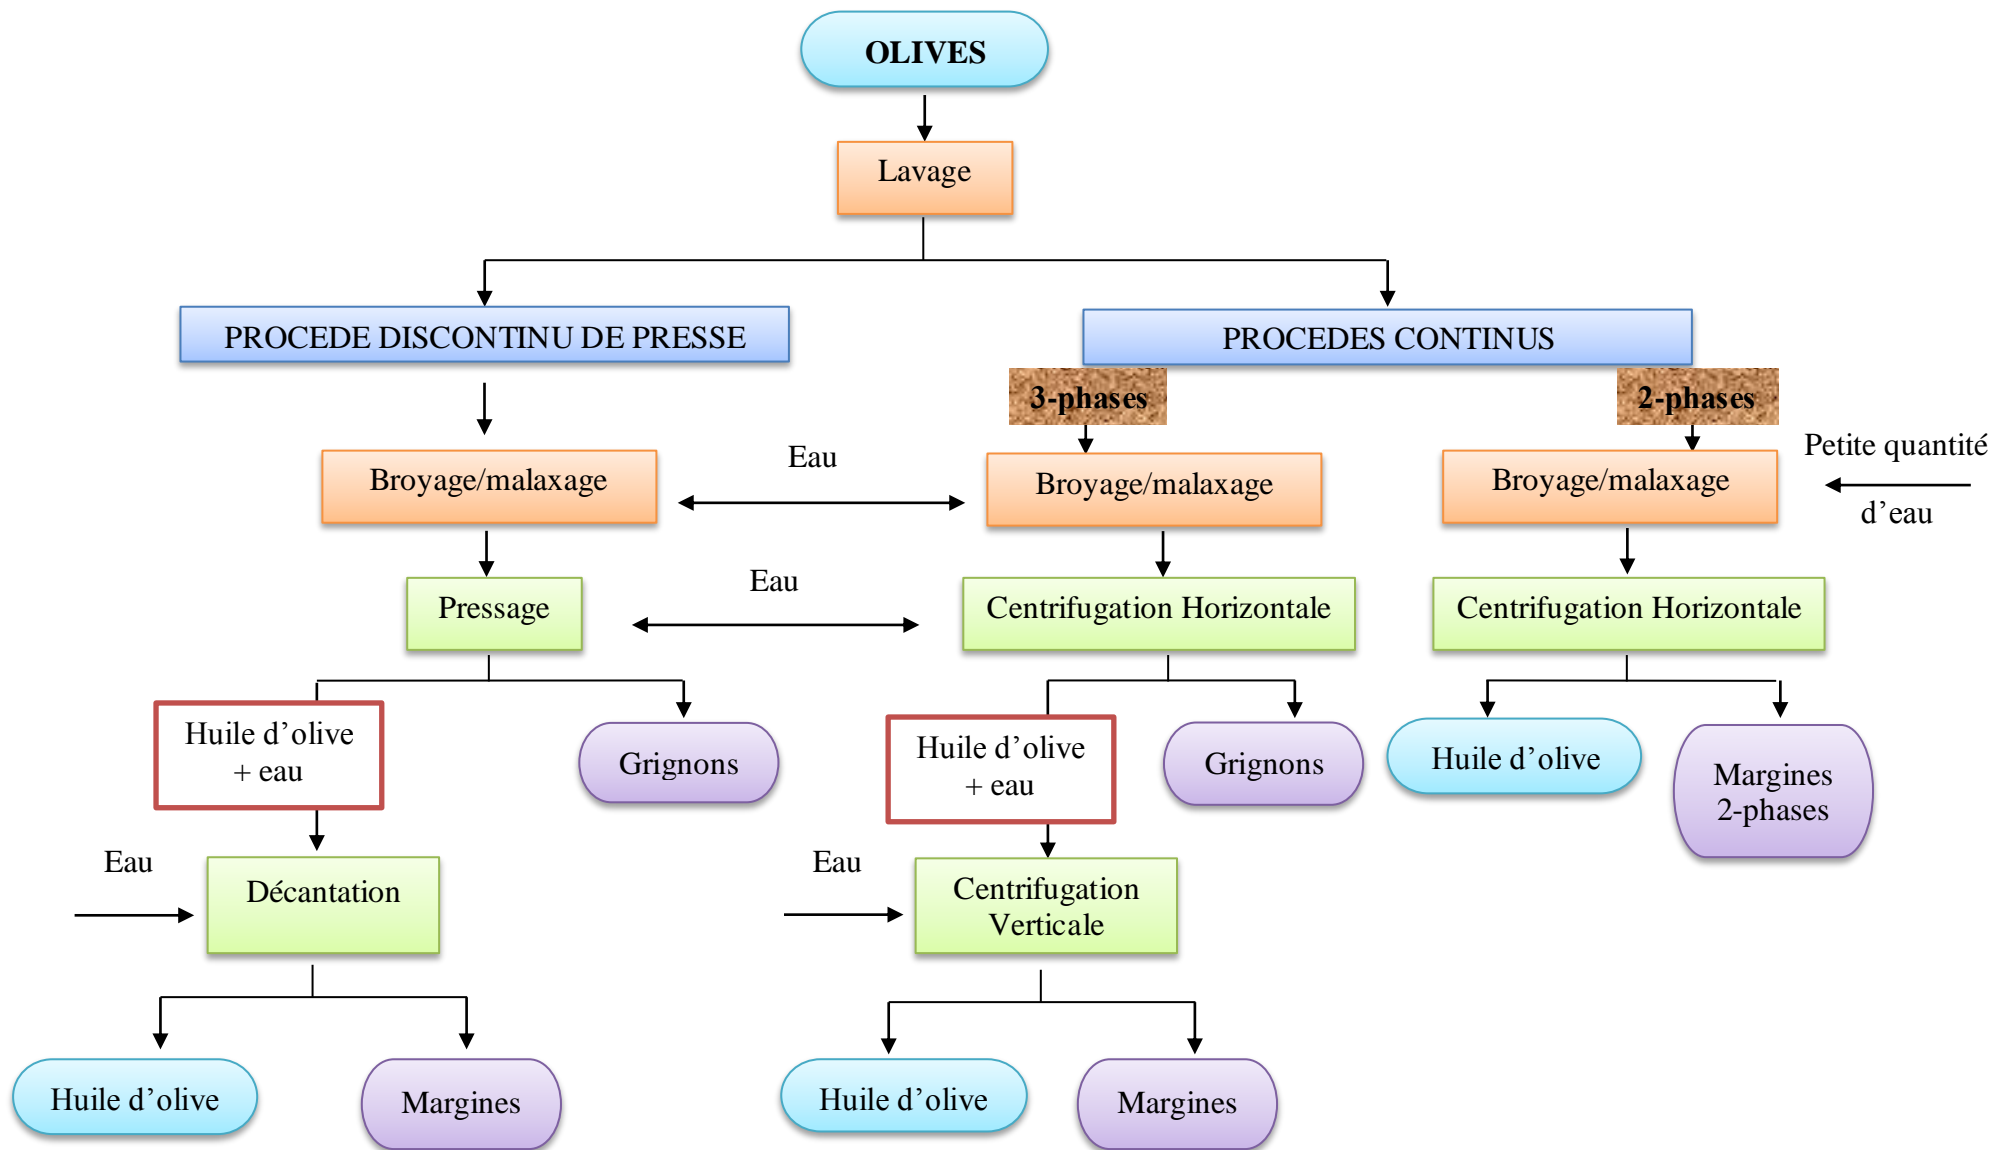 OLIVES
Lavage
PROCEDE DISCONTINU DE PRESSE
PROCEDES CONTINUS
3-phases
2-phases
Broyage/malaxage
Eau
Broyage/malaxage
Broyage/malaxage
Petite quantité
d’eau
Pressage
Eau
Centrifugation Horizontale
Centrifugation Horizontale
Huile d’olive
+ eau
Grignons
Huile d’olive
+ eau
Grignons
Huile d’olive
Margines
2-phases
Eau
Décantation
Eau
Centrifugation
Verticale
Huile d’olive
Margines
Huile d’olive
Margines